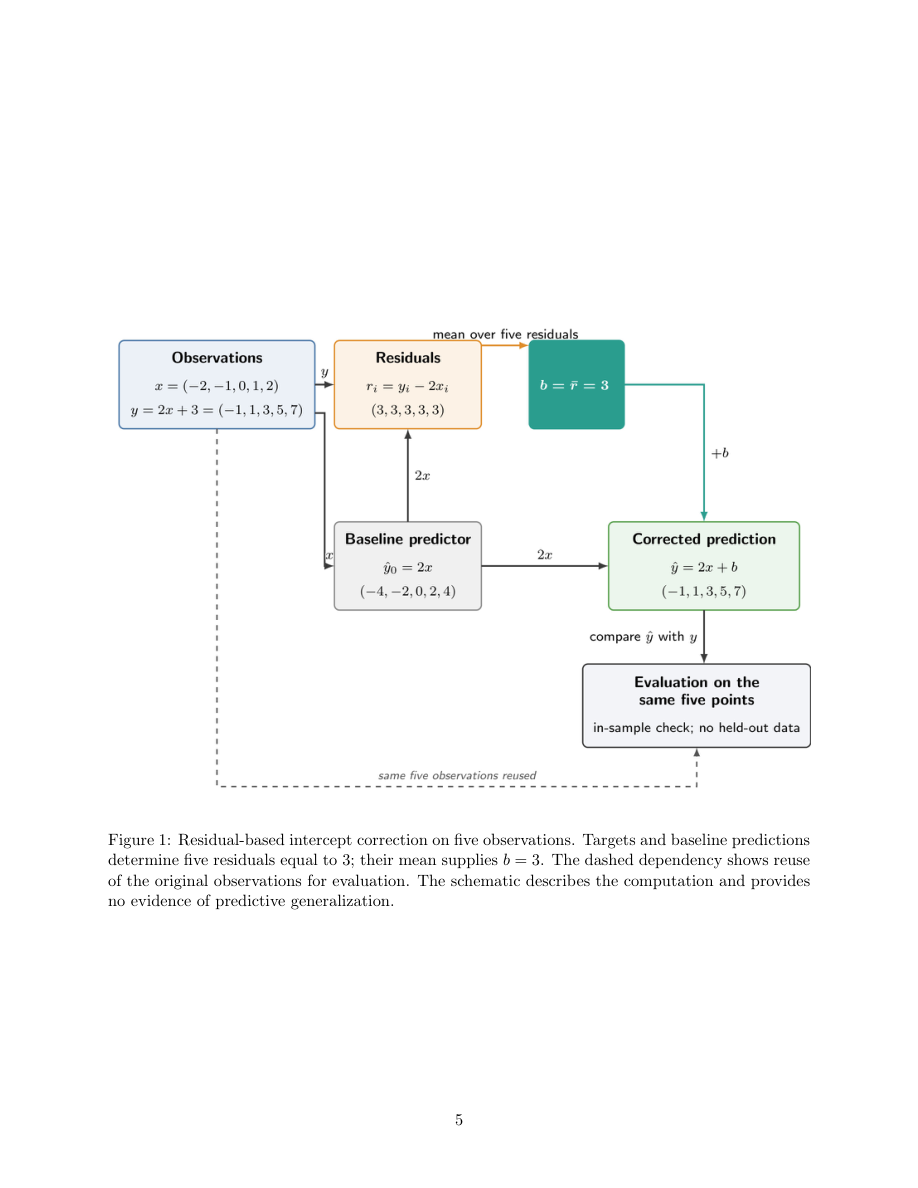 mean over five residuals
Observations
x = (−2, −1, 0, 1, 2)
y = 2x + 3 = (−1, 1, 3, 5, 7)
y
Residuals
rᵢ = yᵢ − 2xᵢ
(3, 3, 3, 3, 3)
b = r̄ = 3
+b
2x
x
Baseline predictor
ŷ₀ = 2x
(−4, −2, 0, 2, 4)
2x
Corrected prediction
ŷ = 2x + b
(−1, 1, 3, 5, 7)
compare ŷ with y
Evaluation on the
same five points
in-sample check; no held-out data
same five observations reused
Figure 1: Residual-based intercept correction on five observations. Targets and baseline predictions
determine five residuals equal to 3; their mean supplies b = 3. The dashed dependency shows reuse
of the original observations for evaluation. The schematic describes the computation and provides
no evidence of predictive generalization.
5